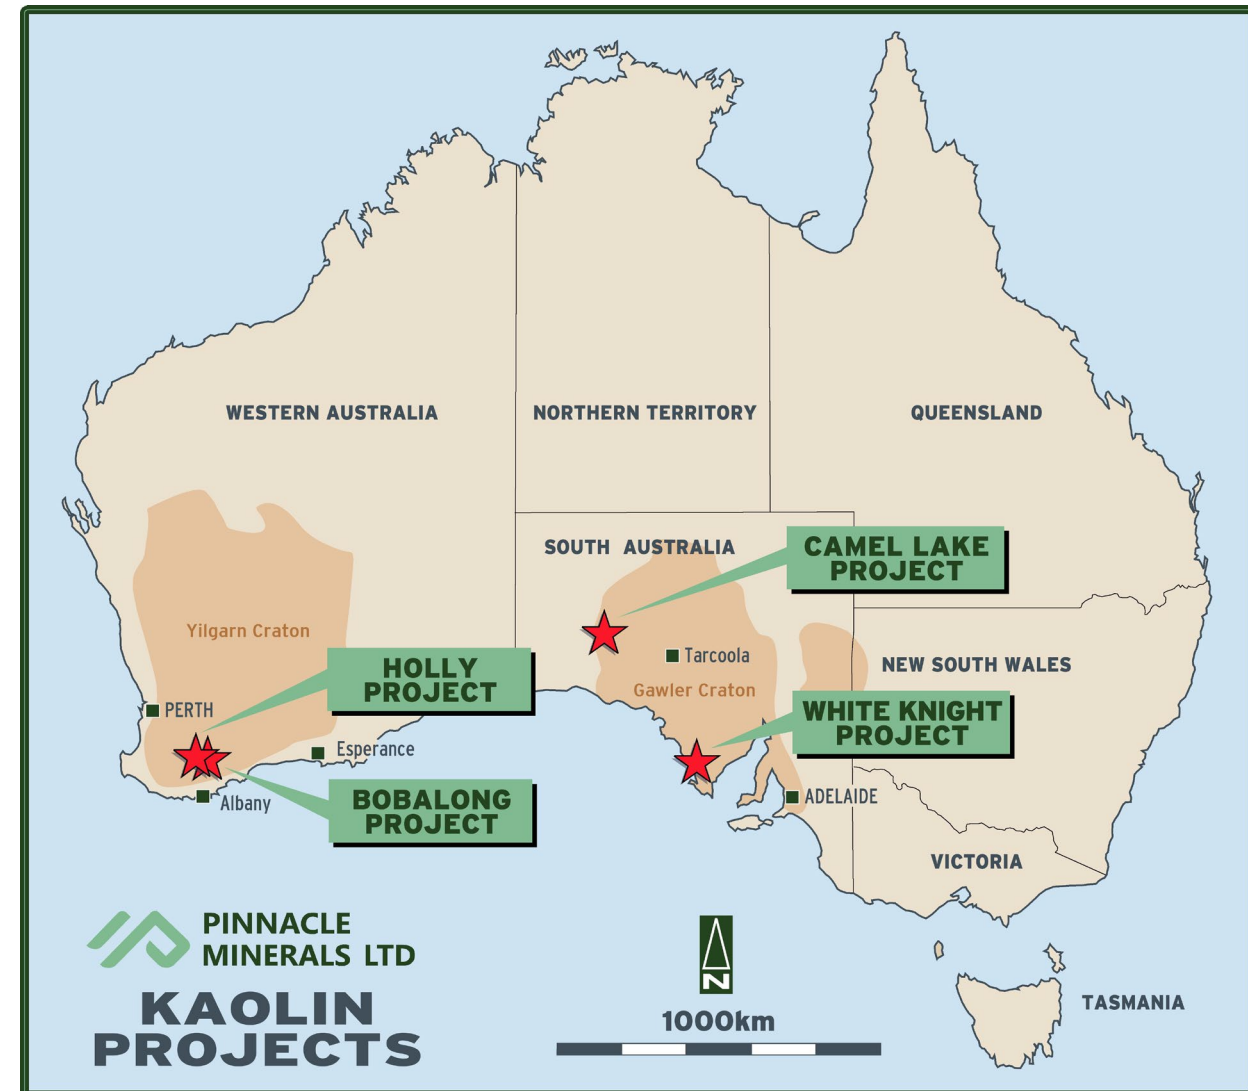 WESTERN AUSTRALIA
NORTHERN TERRITORY
QUEENSLAND
SOUTH AUSTRALIA
CAMEL LAKE
PROJECT
Yilgarn Craton
HOLLY
PROJECT
Tarcoola
Gawler Craton
NEW SOUTH WALES
PERTH
WHITE KNIGHT
PROJECT
Esperance
Albany
BOBALONG
PROJECT
ADELAIDE
VICTORIA
PINNACLE
MINERALS LTD
KAOLIN
PROJECTS
N
1000km
TASMANIA